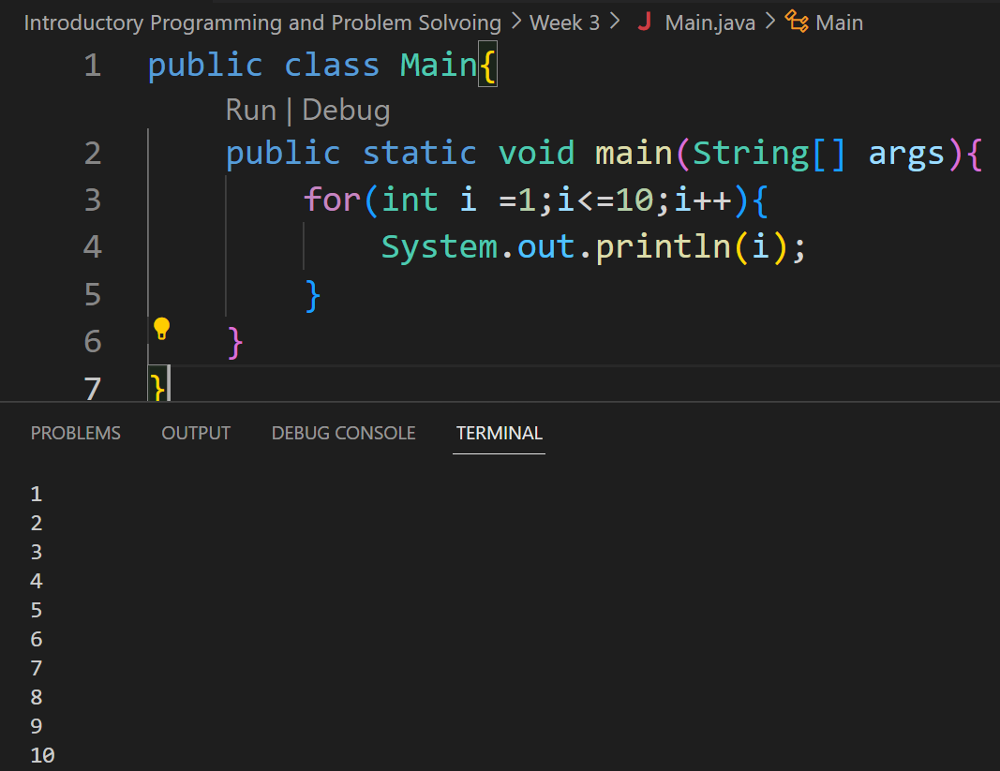 Introductory Programming and Problem Solvoing > Week 3 > J Main.java > Main
1 public class Main{
Run | Debug
2 public static void main(String[] args){
3 for(int i =1;i<=10;i++){
4 System.out.println(i);
5 }
6 }
7 }
PROBLEMS OUTPUT DEBUG CONSOLE TERMINAL
1
2
3
4
5
6
7
8
9
10